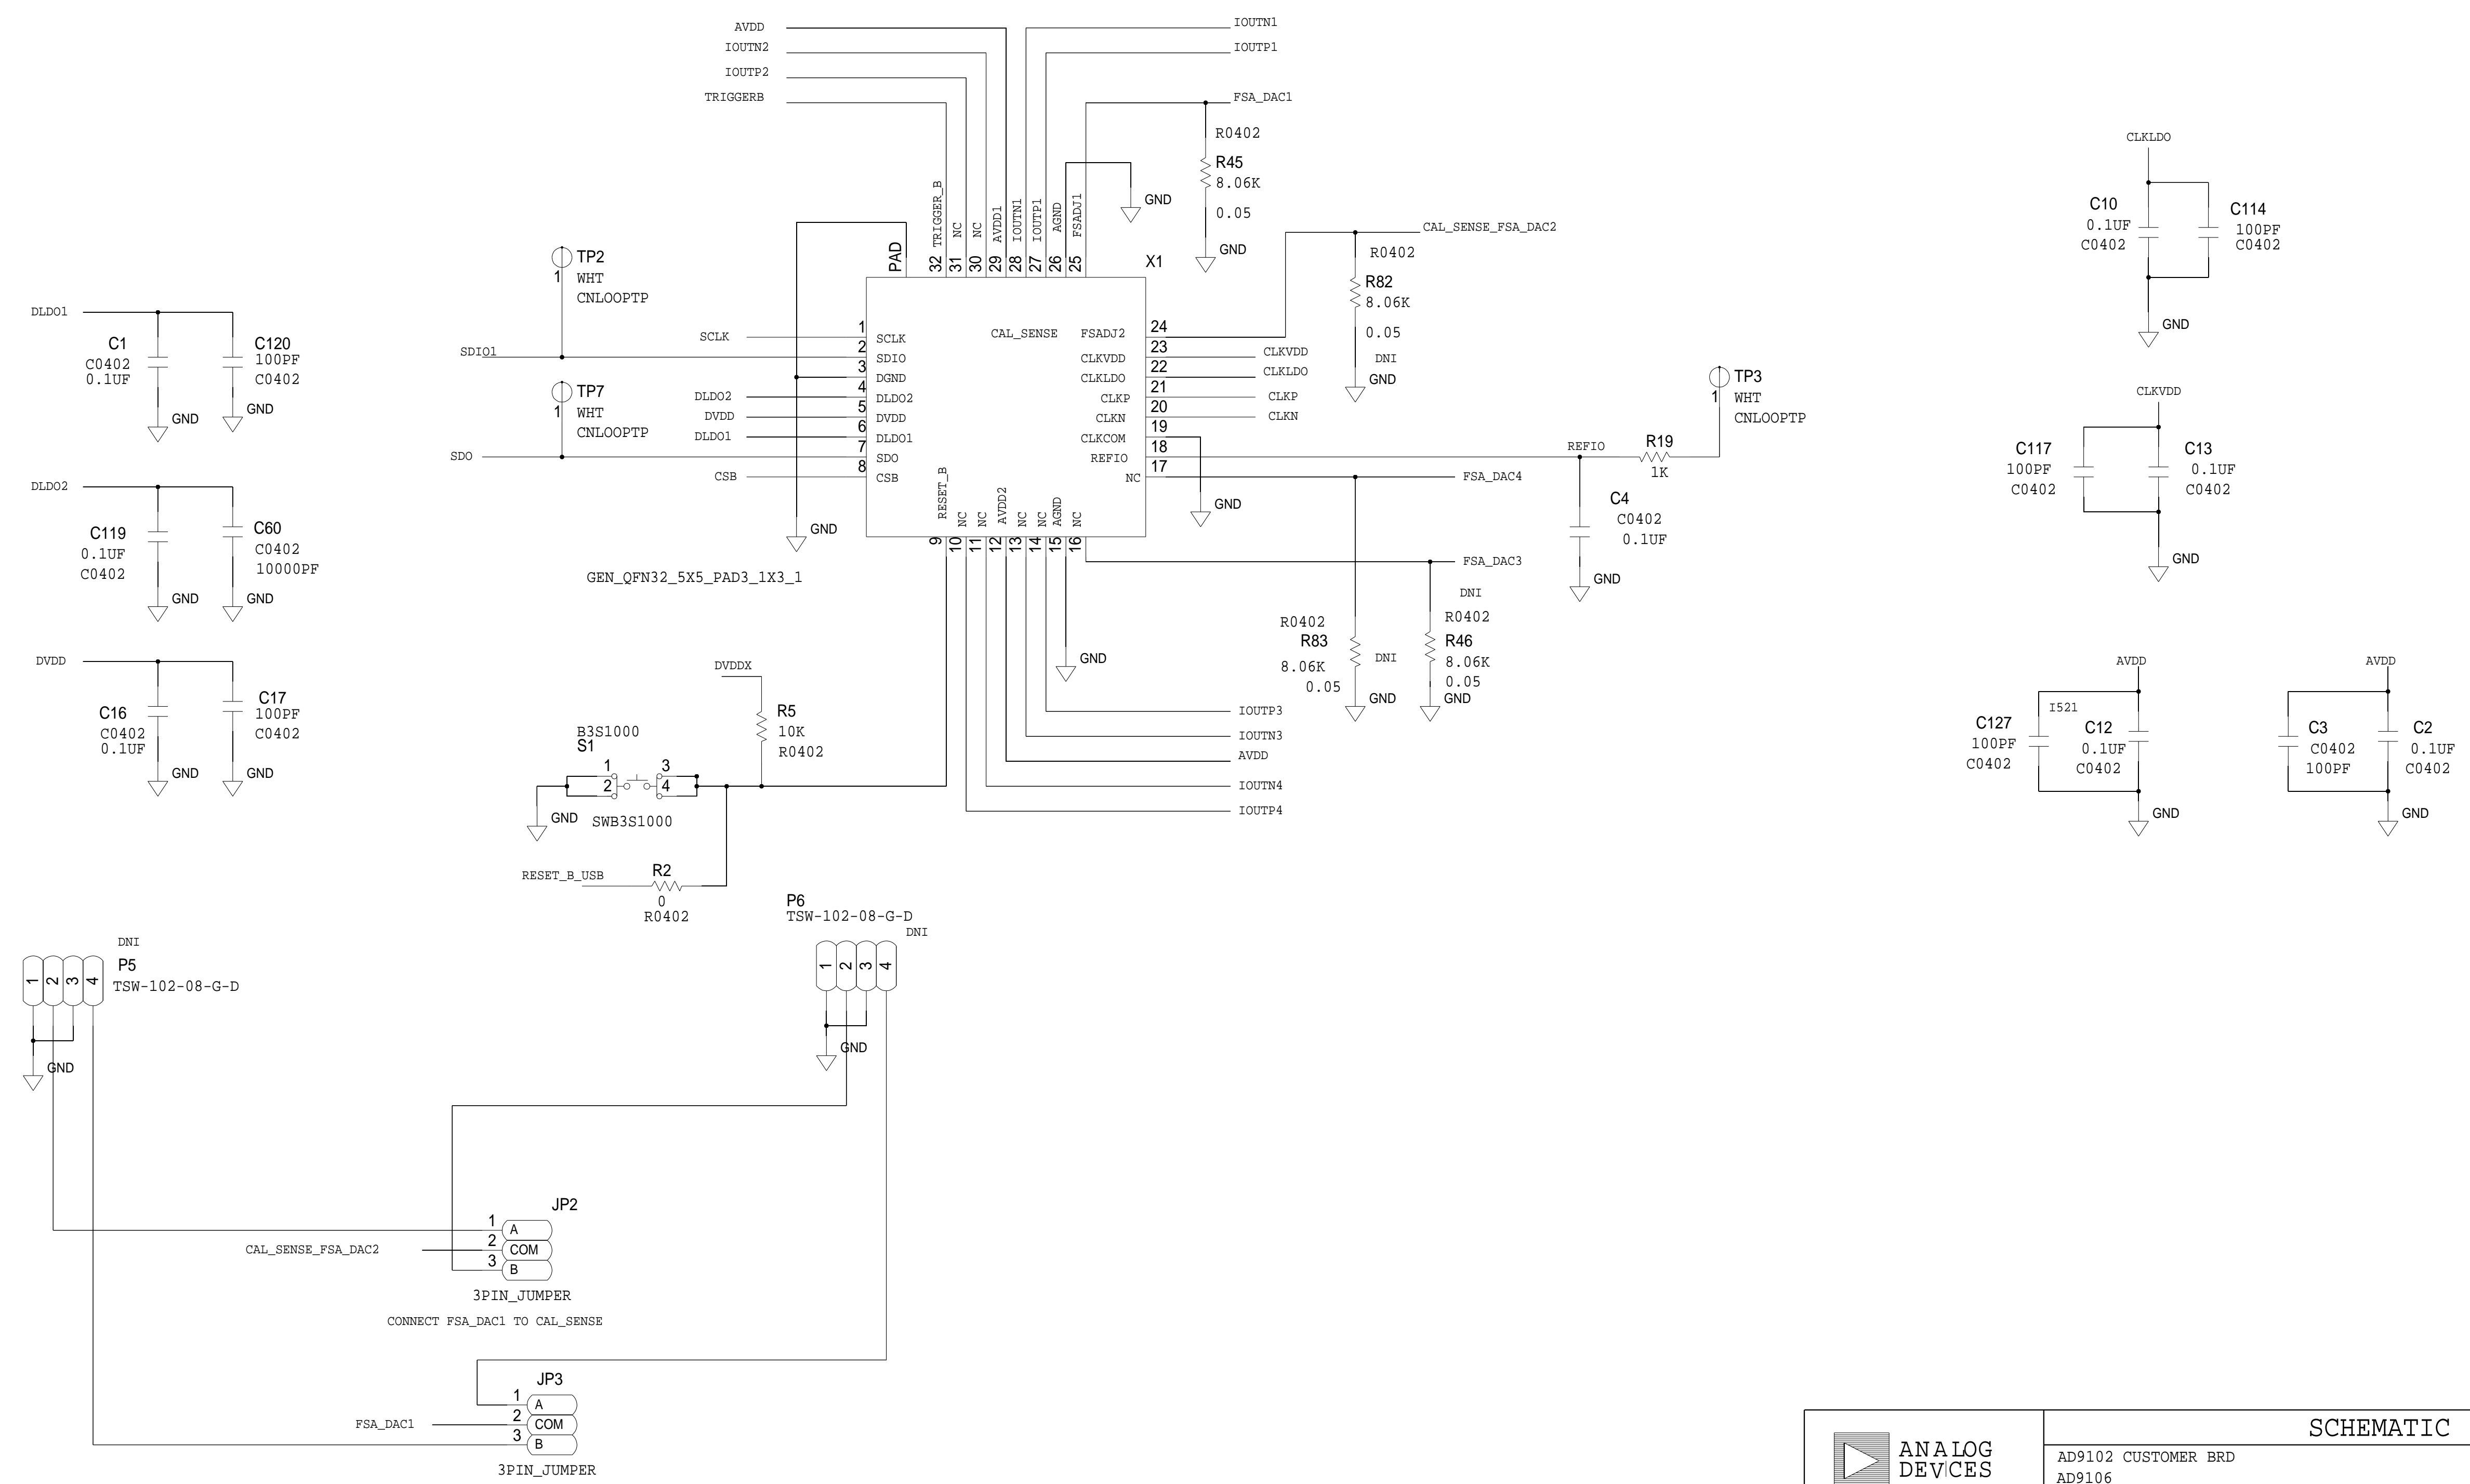 AVDD
IOUTN2
IOUTP2
TRIGGERB
IOUTN1
IOUTP1
FSA_DAC1
R0402
R45
8.06K
0.05
GND
GND
TRIGGER_B
NC
NC
AVDD1
IOUTN1
IOUTP1
AGND
FSADJ1
PAD
32
31
30
29
28
27
26
25
X1
CAL_SENSE_FSA_DAC2
R0402
R82
8.06K
0.05
DNI
GND
TP2
1
WHT
CNLOOPTP
TP7
1
WHT
CNLOOPTP
SCLK
SDIO1
DLDO2
DVDD
DLDO1
SDO
CSB
1
2
3
4
5
6
7
8
SCLK
SDIO
DGND
DLDO2
DVDD
DLDO1
SDO
CSB
CAL_SENSE
FSADJ2
CLKVDD
CLKLDO
CLKP
CLKN
CLKCOM
REFIO
NC
24
23
22
21
20
19
18
17
CLKVDD
CLKLDO
CLKP
CLKN
GND
RESET_B
NC
NC
AVDD2
NC
NC
AGND
NC
9
10
11
12
13
14
15
16
GND
GEN_QFN32_5X5_PAD3_1X3_1
REFIO
R19
1K
TP3
1
WHT
CNLOOPTP
FSA_DAC4
C4
C0402
0.1UF
GND
FSA_DAC3
DNI
R0402
R46
8.06K
0.05
GND
R0402
R83
8.06K
DNI
0.05
GND
GND
IOUTP3
IOUTN3
AVDD
IOUTN4
IOUTP4
DLDO1
C1
C0402
0.1UF
GND
C120
100PF
C0402
GND
DLDO2
C119
0.1UF
C0402
GND
C60
C0402
10000PF
GND
DVDD
C16
C0402
0.1UF
GND
C17
100PF
C0402
GND
CLKLDO
C10
0.1UF
C0402
C114
100PF
C0402
GND
CLKVDD
C117
100PF
C0402
C13
0.1UF
C0402
GND
AVDD
I521
C127
100PF
C0402
C12
0.1UF
C0402
GND
AVDD
C3
C0402
100PF
C2
0.1UF
C0402
GND
DVDDX
R5
10K
R0402
B3S1000
S1
1
2
3
4
GND
SWB3S1000
RESET_B_USB
R2
0
R0402
P6
TSW-102-08-G-D
DNI
1
2
3
4
GND
DNI
P5
TSW-102-08-G-D
1
2
3
4
GND
JP2
1
2
3
A
COM
B
CAL_SENSE_FSA_DAC2
3PIN_JUMPER
CONNECT FSA_DAC1 TO CAL_SENSE
JP3
1
2
3
A
COM
B
FSA_DAC1
3PIN_JUMPER
ANALOG
DEVICES
SCHEMATIC
AD9102 CUSTOMER BRD
AD9106